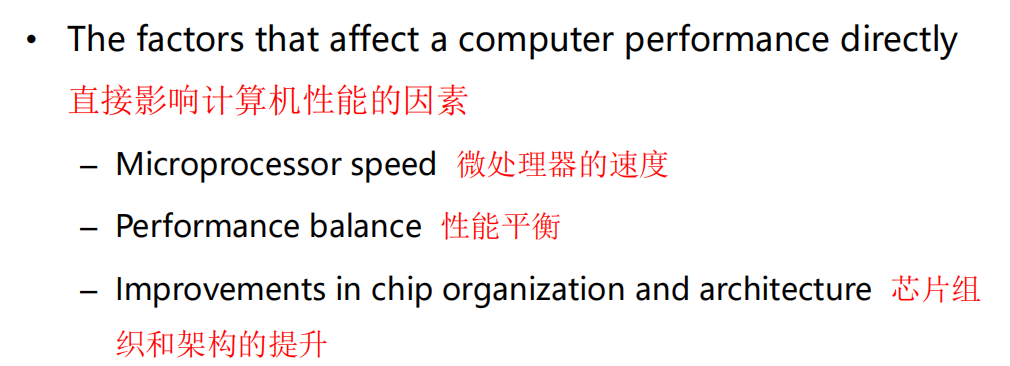 • The factors that affect a computer performance directly
直接影响计算机性能的因素
– Microprocessor speed 微处理器的速度
– Performance balance 性能平衡
– Improvements in chip organization and architecture 芯片组
织和架构的提升